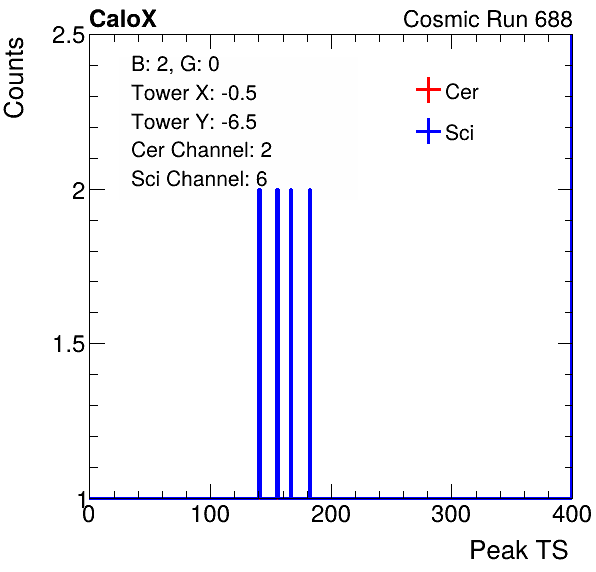 CaloX Cosmic Run 688
Counts
2.5
B: 2, G: 0
Tower X: -0.5
Tower Y: -6.5
Cer Channel: 2
Sci Channel: 6
Cer
Sci
2
1.5
1
0 100 200 300 400
Peak TS